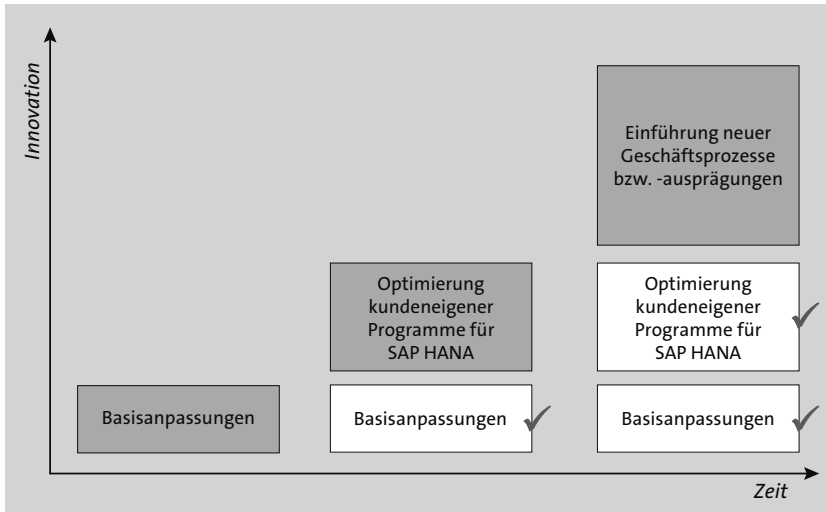 Innovation
Einführung neuer
Geschäftsprozesse
bzw. -ausprägungen
Optimierung
kundeneigener
Programme für
SAP HANA
Optimierung
kundeneigener
Programme für
SAP HANA
Basisanpassungen
Basisanpassungen
Basisanpassungen
Zeit